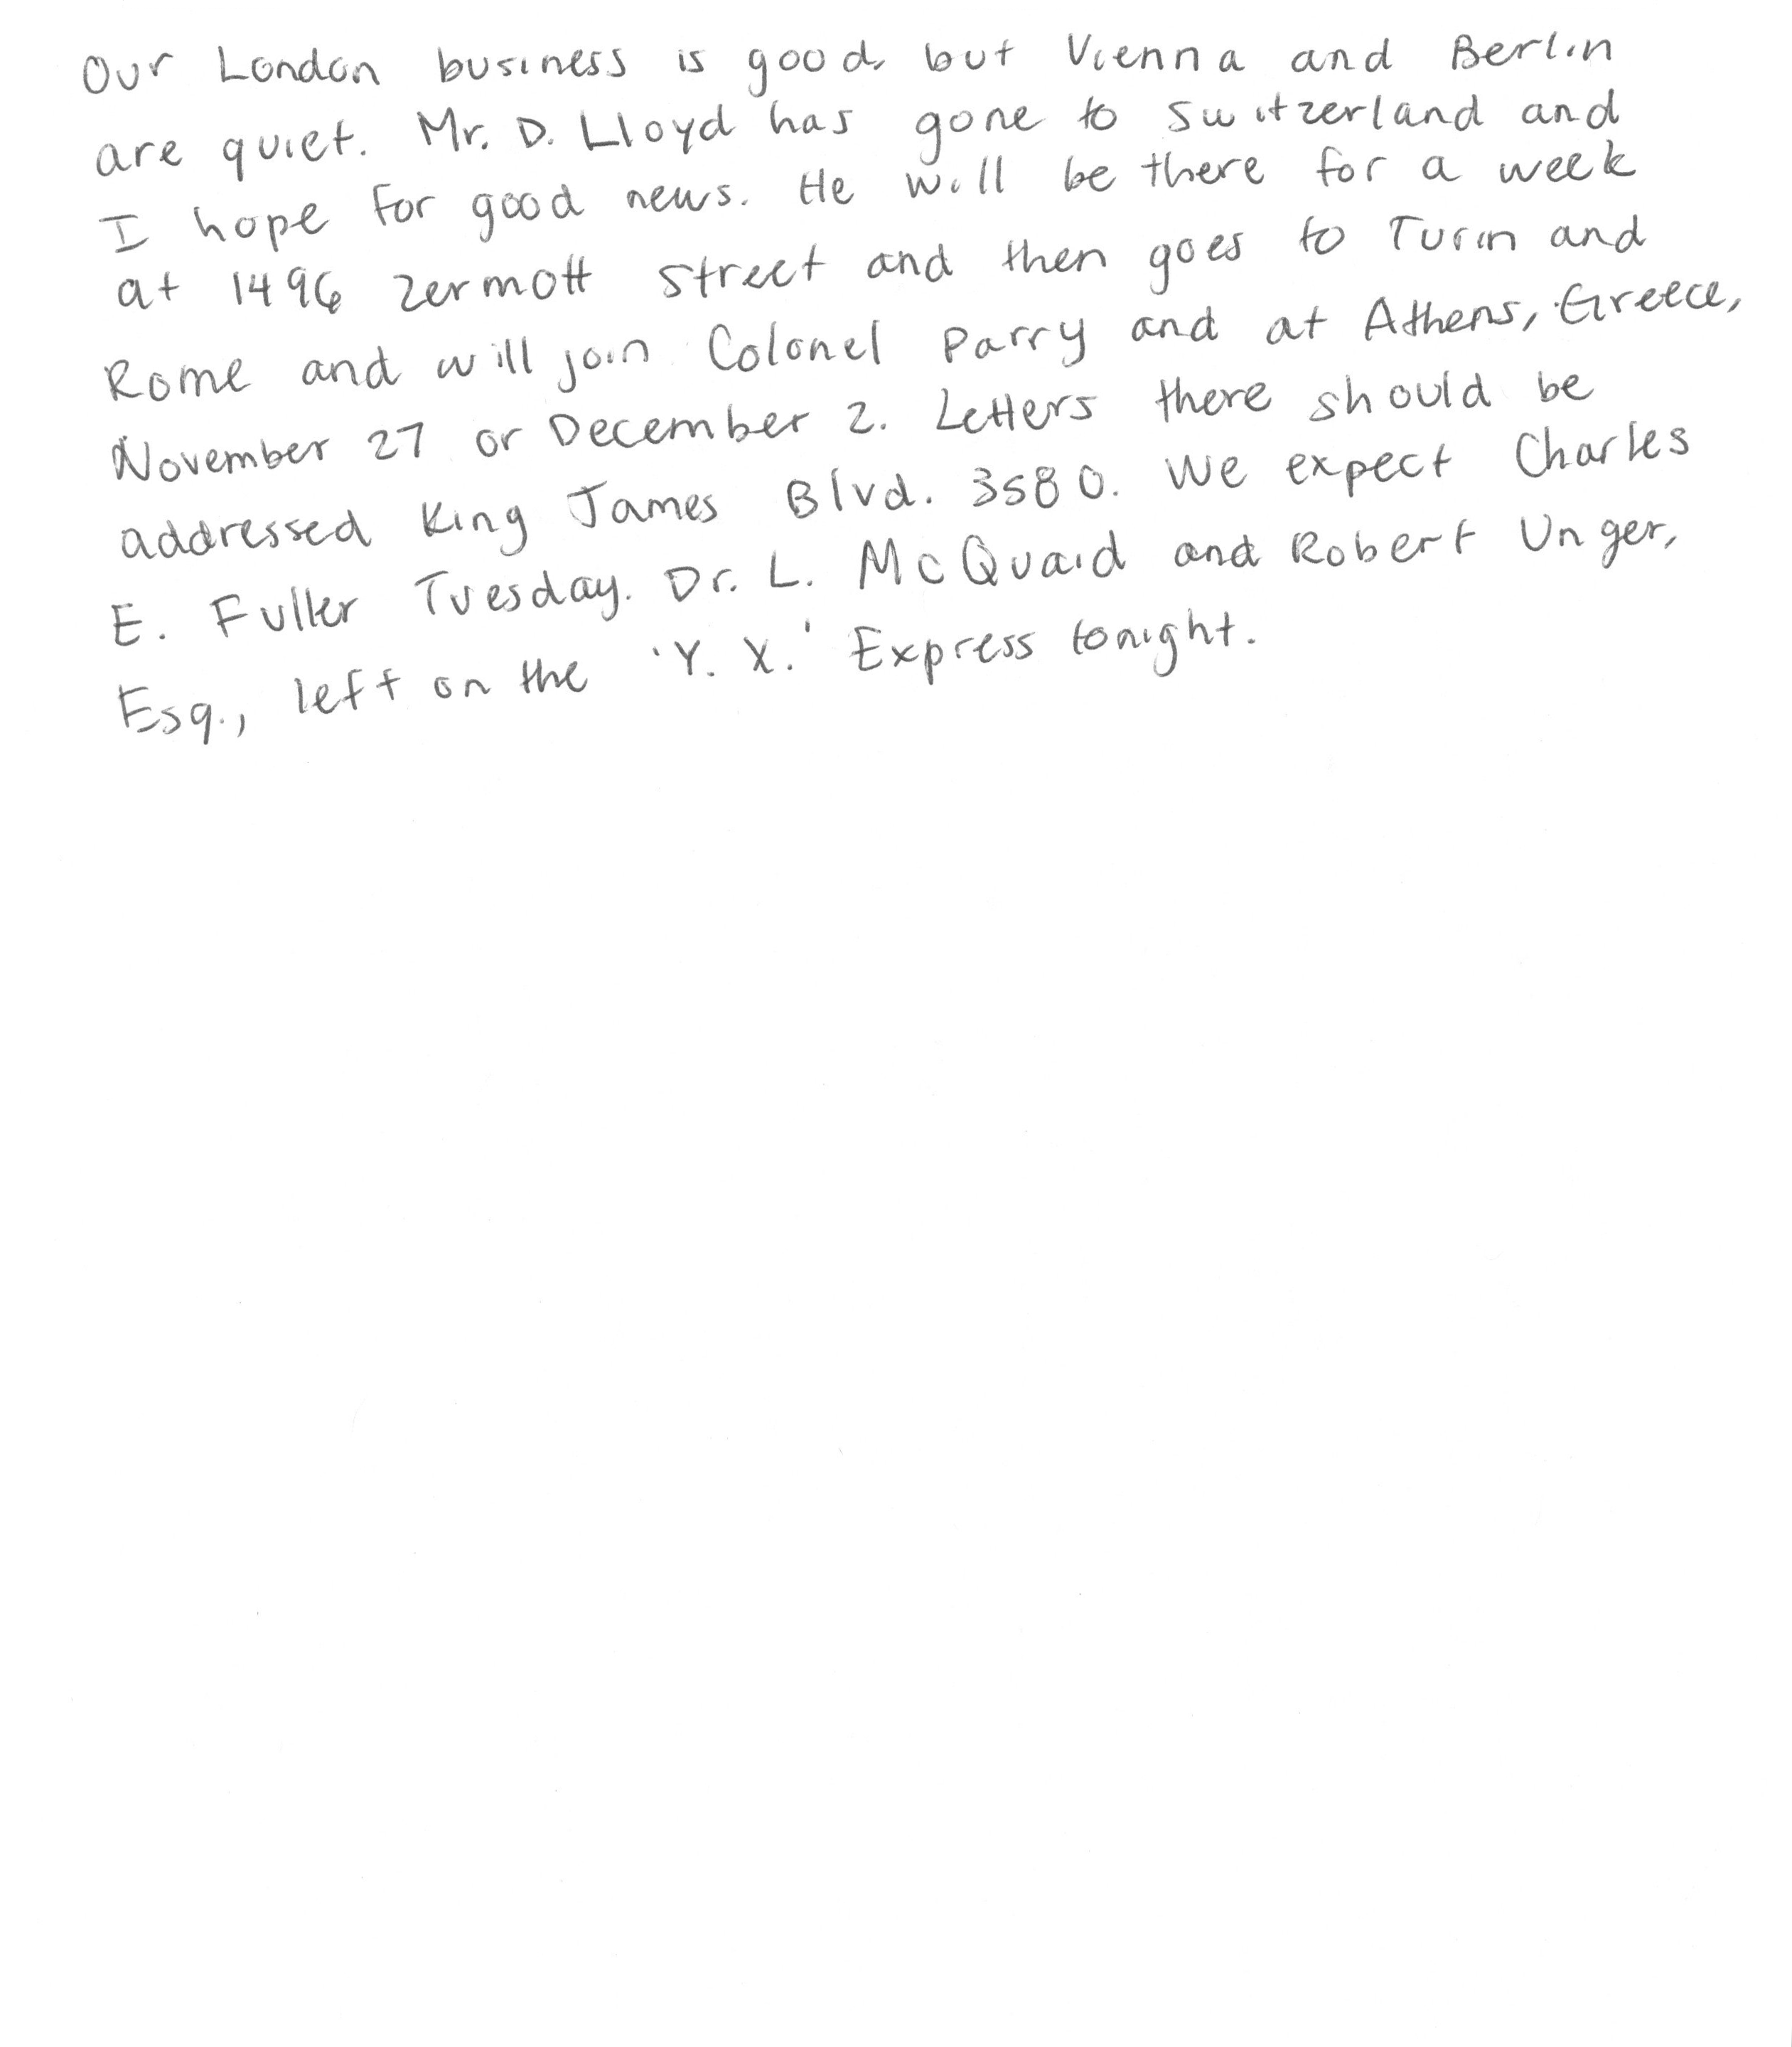 Our London business is good, but Vienna and Berlin
are quiet. Mr. D. Lloyd has gone to Switzerland and
I hope for good news. He will be there for a week
at 1496 Zermott Street and then goes to Turin and
Rome and will join Colonel Parry and at Athens, Greece,
November 27 or December 2. Letters there should be
addressed King James Blvd. 3580. We expect Charles
E. Fuller Tuesday. Dr. L. McQuaid and Robert Unger,
Esq., left on the 'Y. X.' Express tonight.